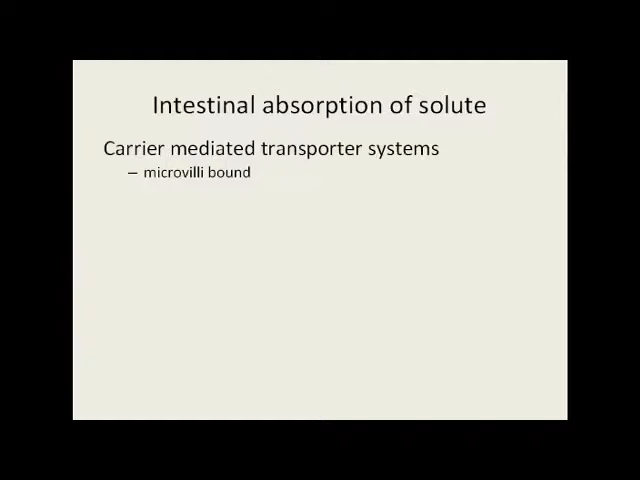 Intestinal absorption of solute
Carrier mediated transporter systems
– microvilli bound